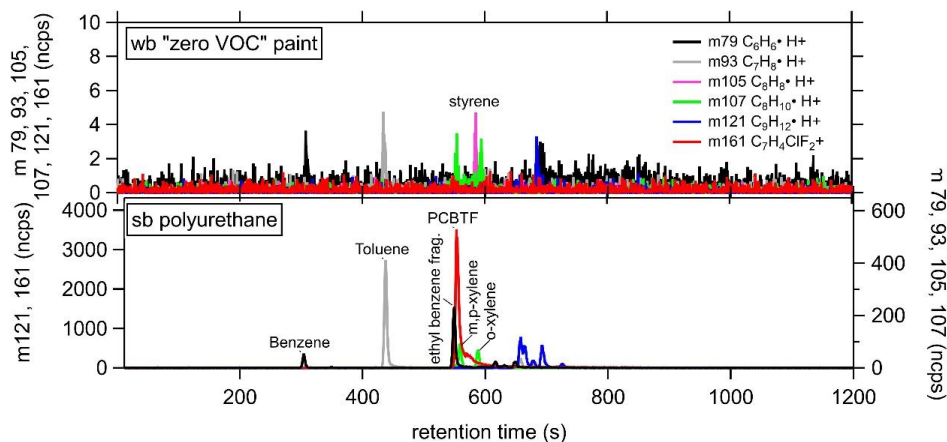 m 79, 93, 105,
107, 121, 161 (ncps)
10
8
6
4
2
0
wb "zero VOC" paint
styrene
m79 C₆H₆• H+
m93 C₇H₈• H+
m105 C₈H₈• H+
m107 C₈H₁₀• H+
m121 C₉H₁₂• H+
m161 C₇H₄ClF₂+
m121, 161 (ncps)
4000
3000
2000
1000
0
sb polyurethane
Benzene
Toluene
PCBTF
ethyl benzene frag.
m,p-xylene
o-xylene
600
400
200
0
m 79, 93, 105, 107 (ncps)
200
400
600
800
1000
1200
retention time (s)